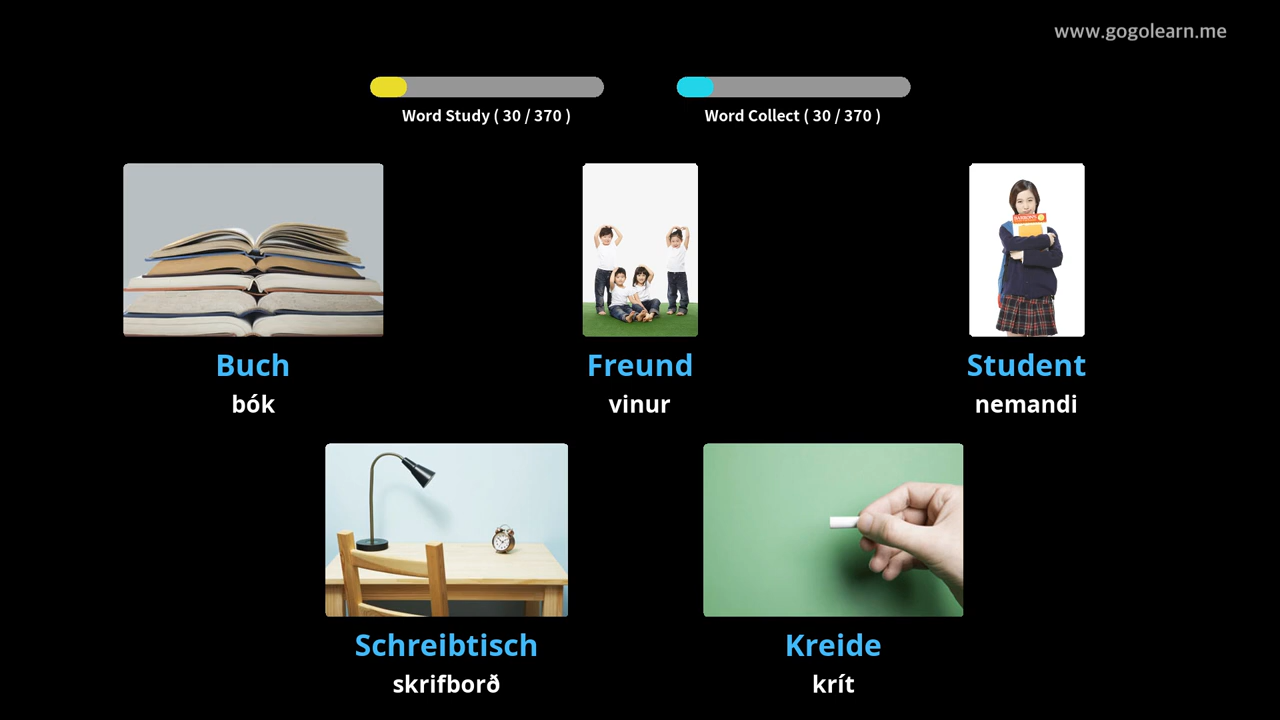 www.gogolearn.me
Word Study ( 30 / 370 )
Word Collect ( 30 / 370 )
Buch
bók
Freund
vinur
Student
nemandi
Schreibtisch
skrifborð
Kreide
krít